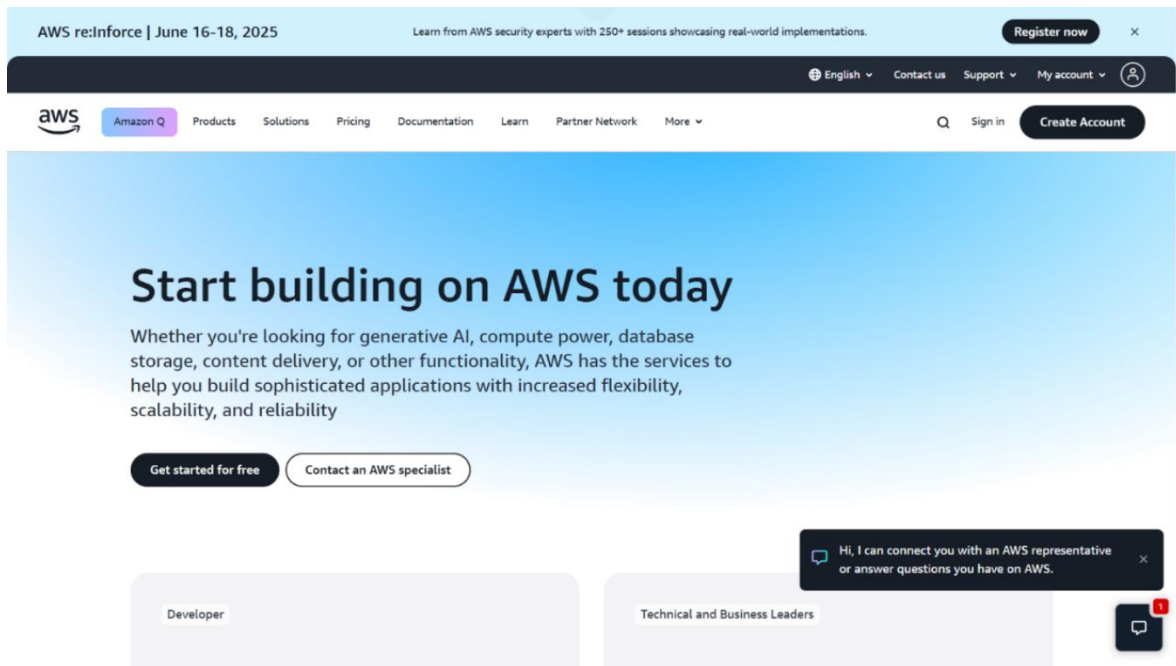 AWS re:Inforce | June 16-18, 2025
Learn from AWS security experts with 250+ sessions showcasing real-world implementations.
Register now
English
Contact us
Support
My account
aws
Amazon Q
Products
Solutions
Pricing
Documentation
Learn
Partner Network
More
Sign in
Create Account
Start building on AWS today
Whether you're looking for generative AI, compute power, database
storage, content delivery, or other functionality, AWS has the services to
help you build sophisticated applications with increased flexibility,
scalability, and reliability
Get started for free
Contact an AWS specialist
Hi, I can connect you with an AWS representative
or answer questions you have on AWS.
Developer
Technical and Business Leaders
1